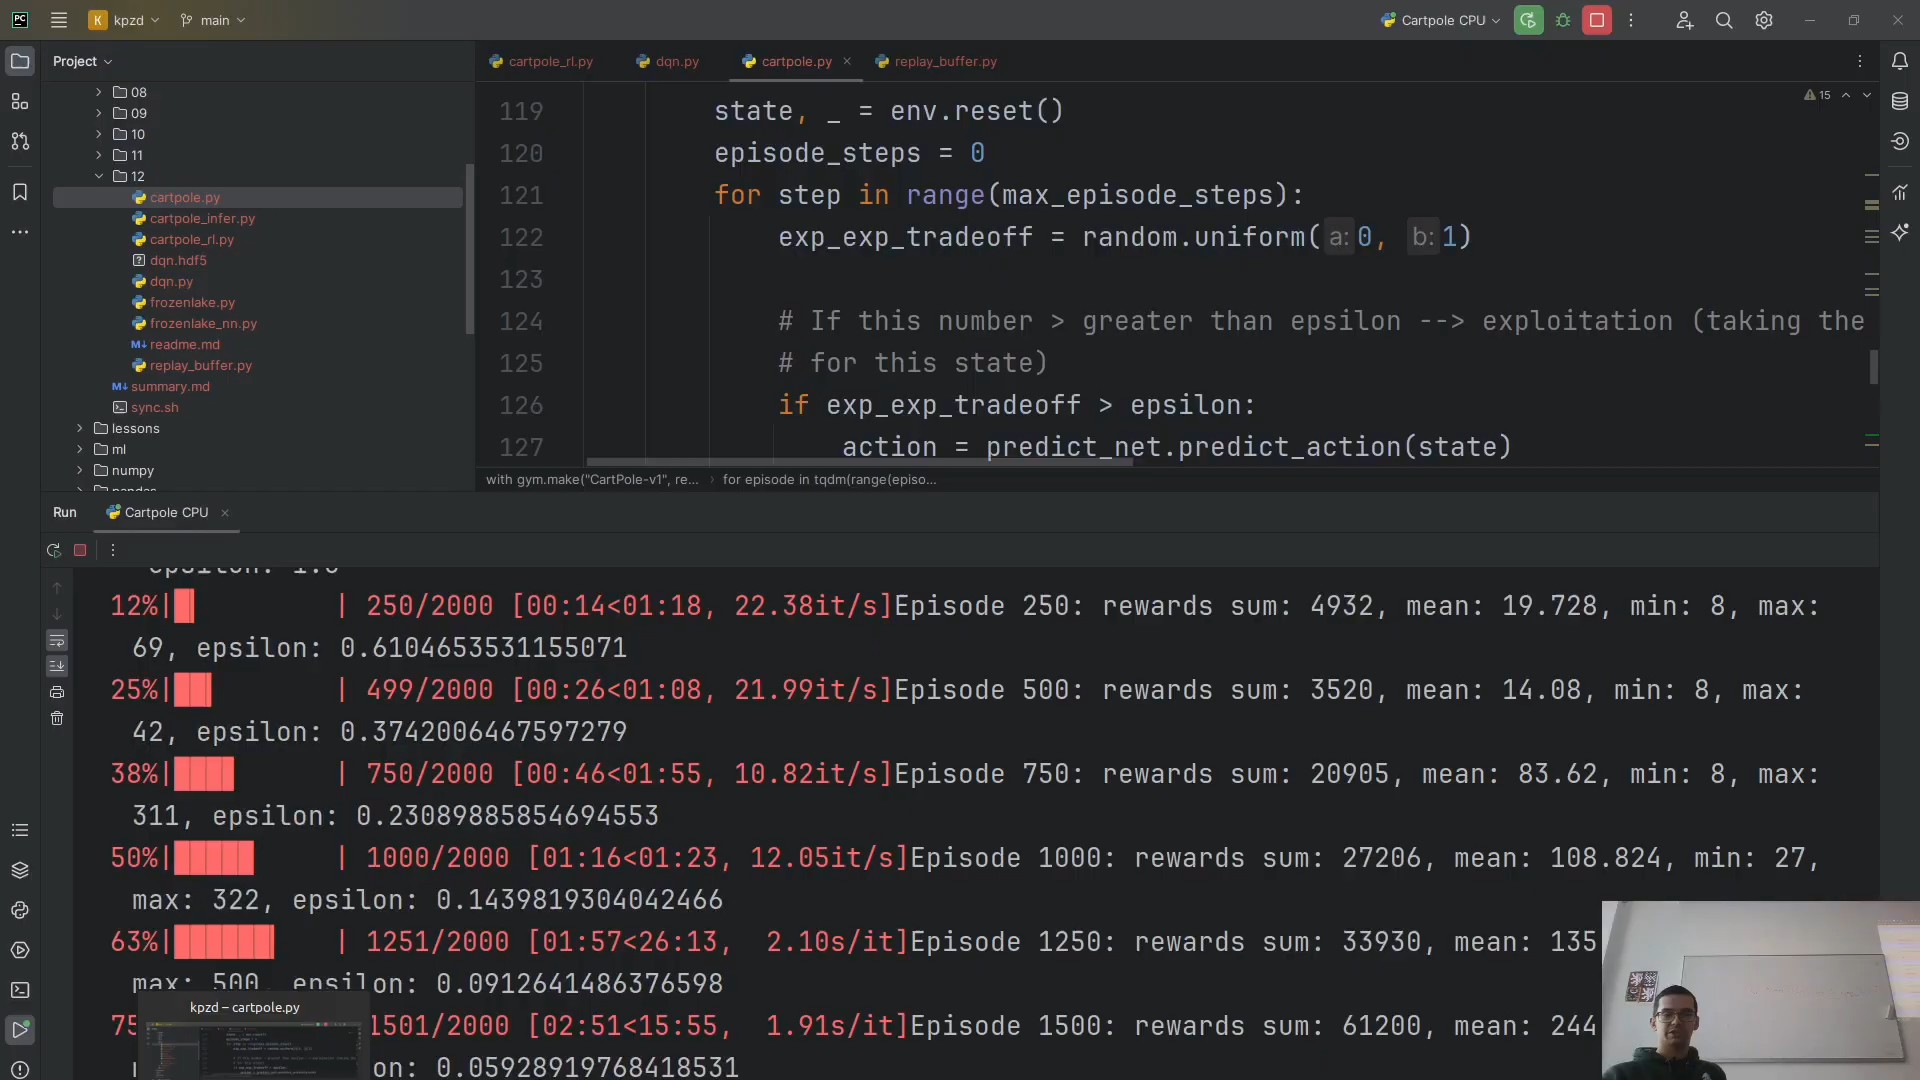 PC K kpzd main Cartpole CPU
Project
cartpole_rl.py dqn.py cartpole.py replay_buffer.py
08
09
10
11
12
cartpole.py
cartpole_infer.py
cartpole_rl.py
dqn.hdf5
dqn.py
frozenlake.py
frozenlake_nn.py
readme.md
replay_buffer.py
summary.md
sync.sh
lessons
ml
numpy
15
119 state, _ = env.reset()
120 episode_steps = 0
121 for step in range(max_episode_steps):
122 exp_exp_tradeoff = random.uniform(a: 0, b: 1)
123
124 # If this number > greater than epsilon --> exploitation (taking the
125 # for this state)
126 if exp_exp_tradeoff > epsilon:
127 action = predict_net.predict_action(state)
with gym.make("CartPole-v1", re... for episode in tqdm(range(episo...
Run Cartpole CPU
epsilon: 1.0
12%| | 250/2000 [00:14<01:18, 22.38it/s]Episode 250: rewards sum: 4932, mean: 19.728, min: 8, max:
69, epsilon: 0.6104653531155071
25%| | 499/2000 [00:26<01:08, 21.99it/s]Episode 500: rewards sum: 3520, mean: 14.08, min: 8, max:
42, epsilon: 0.3742006467597279
38%| | 750/2000 [00:46<01:55, 10.82it/s]Episode 750: rewards sum: 20905, mean: 83.62, min: 8, max:
311, epsilon: 0.23089885854694553
50%| | 1000/2000 [01:16<01:23, 12.05it/s]Episode 1000: rewards sum: 27206, mean: 108.824, min: 27,
max: 322, epsilon: 0.1439819304042466
63%| | 1251/2000 [01:57<26:13, 2.10s/it]Episode 1250: rewards sum: 33930, mean: 135
max: 500, epsilon: 0.0912641486376598
kpzd – cartpole.py
75 1501/2000 [02:51<15:55, 1.91s/it]Episode 1500: rewards sum: 61200, mean: 244
on: 0.05928919768418531